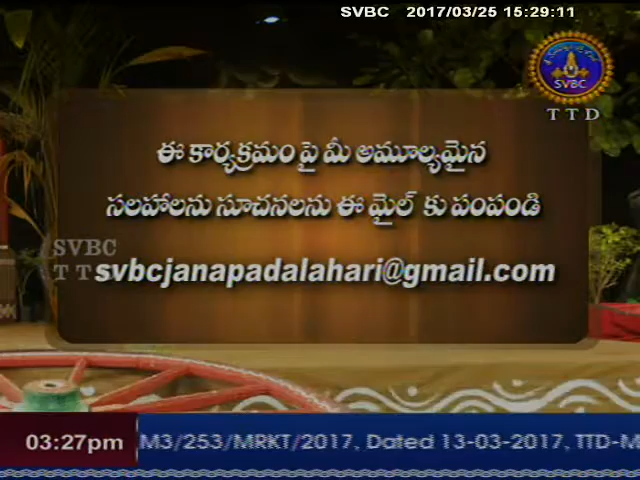 SVBC 2017/03/25 15:29:11
SVBC
TTD
ఈ కార్యక్రమం పై మీ అమూల్యమైన
సలహాలను సూచనలను ఈ మైల్ కు పంపండి
SVBC
TT
svbcjanapadalahari@gmail.com
03:27pm M3/253/MRKT/2017, Dated 13-03-2017, TTD-M